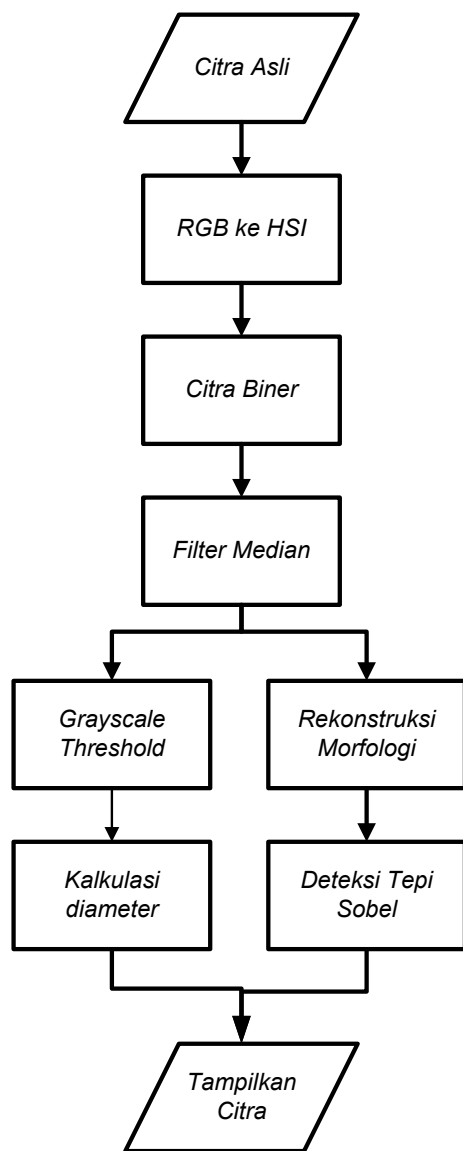 Citra Asli
RGB ke HSI
Citra Biner
Filter Median
Grayscale
Threshold
Rekonstruksi
Morfologi
Kalkulasi
diameter
Deteksi Tepi
Sobel
Tampilkan
Citra